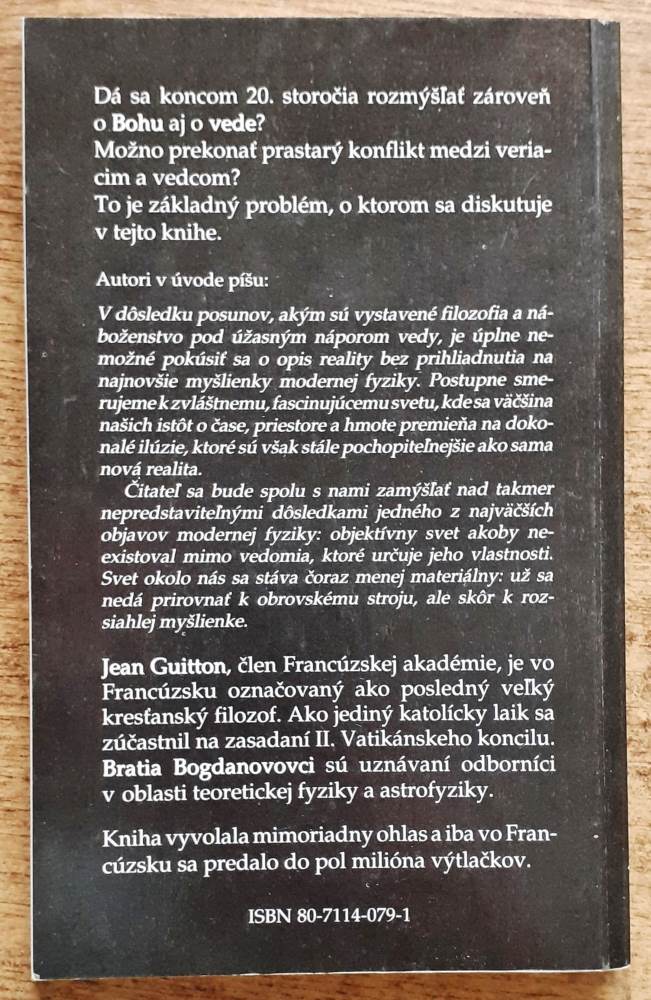 Dá sa koncom 20. storočia rozmýšľať zároveň
o Bohu aj o vede?
Možno prekonať prastarý konflikt medzi veria-
cim a vedcom?
To je základný problém, o ktorom sa diskutuje
v tejto knihe.
Autori v úvode píšu:
V dôsledku posunov, akým sú vystavené filozofia a ná-
boženstvo pod úžasným náporom vedy, je úplne ne-
možné pokúsiť sa o opis reality bez prihliadnutia na
najnovšie myšlienky modernej fyziky. Postupne sme-
rujeme k zvláštnemu, fascinujúcemu svetu, kde sa väčšina
našich istôt o čase, priestore a hmote premieňa na doko-
nalé ilúzie, ktoré sú však stále pochopiteľnejšie ako sama
nová realita.
Čitateľ sa bude spolu s nami zamýšľať nad takmer
nepredstaviteľnými dôsledkami jedného z najväčších
objavov modernej fyziky: objektívny svet akoby ne-
existoval mimo vedomia, ktoré určuje jeho vlastnosti.
Svet okolo nás sa stáva čoraz menej materiálny: už sa
nedá prirovnať k obrovskému stroju, ale skôr k roz-
siahlej myšlienke.
Jean Guitton, člen Francúzskej akadémie, je vo
Francúzsku označovaný ako posledný veľký
kresťanský filozof. Ako jediný katolícky laik sa
zúčastnil na zasadaní II. Vatikánskeho koncilu.
Bratia Bogdanovovci sú uznávaní odborníci
v oblasti teoretickej fyziky a astrofyziky.
Kniha vyvolala mimoriadny ohlas a iba vo Fran-
cúzsku sa predalo do pol milióna výtlačkov.
ISBN 80-7114-079-1